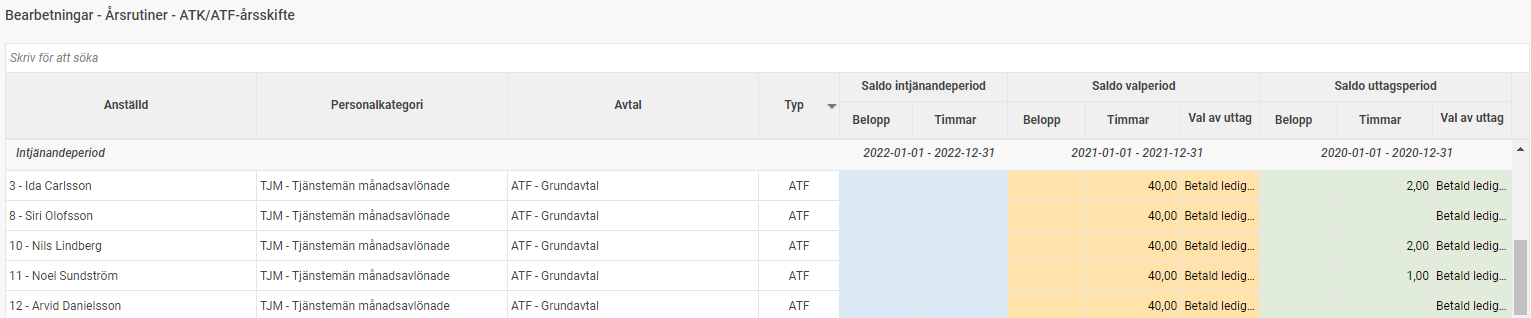 Bearbetningar - Årsrutiner - ATK/ATF-årsskifte
Skriv för att söka
Anställd Personalkategori Avtal Typ Saldo intjänandeperiod Saldo valperiod Saldo uttagsperiod
Belopp Timmar Belopp Timmar Val av uttag Belopp Timmar Val av uttag
Intjänandeperiod 2022-01-01 - 2022-12-31 2021-01-01 - 2021-12-31 2020-01-01 - 2020-12-31
3 - Ida Carlsson TJM - Tjänstemän månadsavlönade ATF - Grundavtal ATF 40,00 Betald ledig... 2,00 Betald ledig...
8 - Siri Olofsson TJM - Tjänstemän månadsavlönade ATF - Grundavtal ATF 40,00 Betald ledig... Betald ledig...
10 - Nils Lindberg TJM - Tjänstemän månadsavlönade ATF - Grundavtal ATF 40,00 Betald ledig... 2,00 Betald ledig...
11 - Noel Sundström TJM - Tjänstemän månadsavlönade ATF - Grundavtal ATF 40,00 Betald ledig... 1,00 Betald ledig...
12 - Arvid Danielsson TJM - Tjänstemän månadsavlönade ATF - Grundavtal ATF 40,00 Betald ledig... Betald ledig...